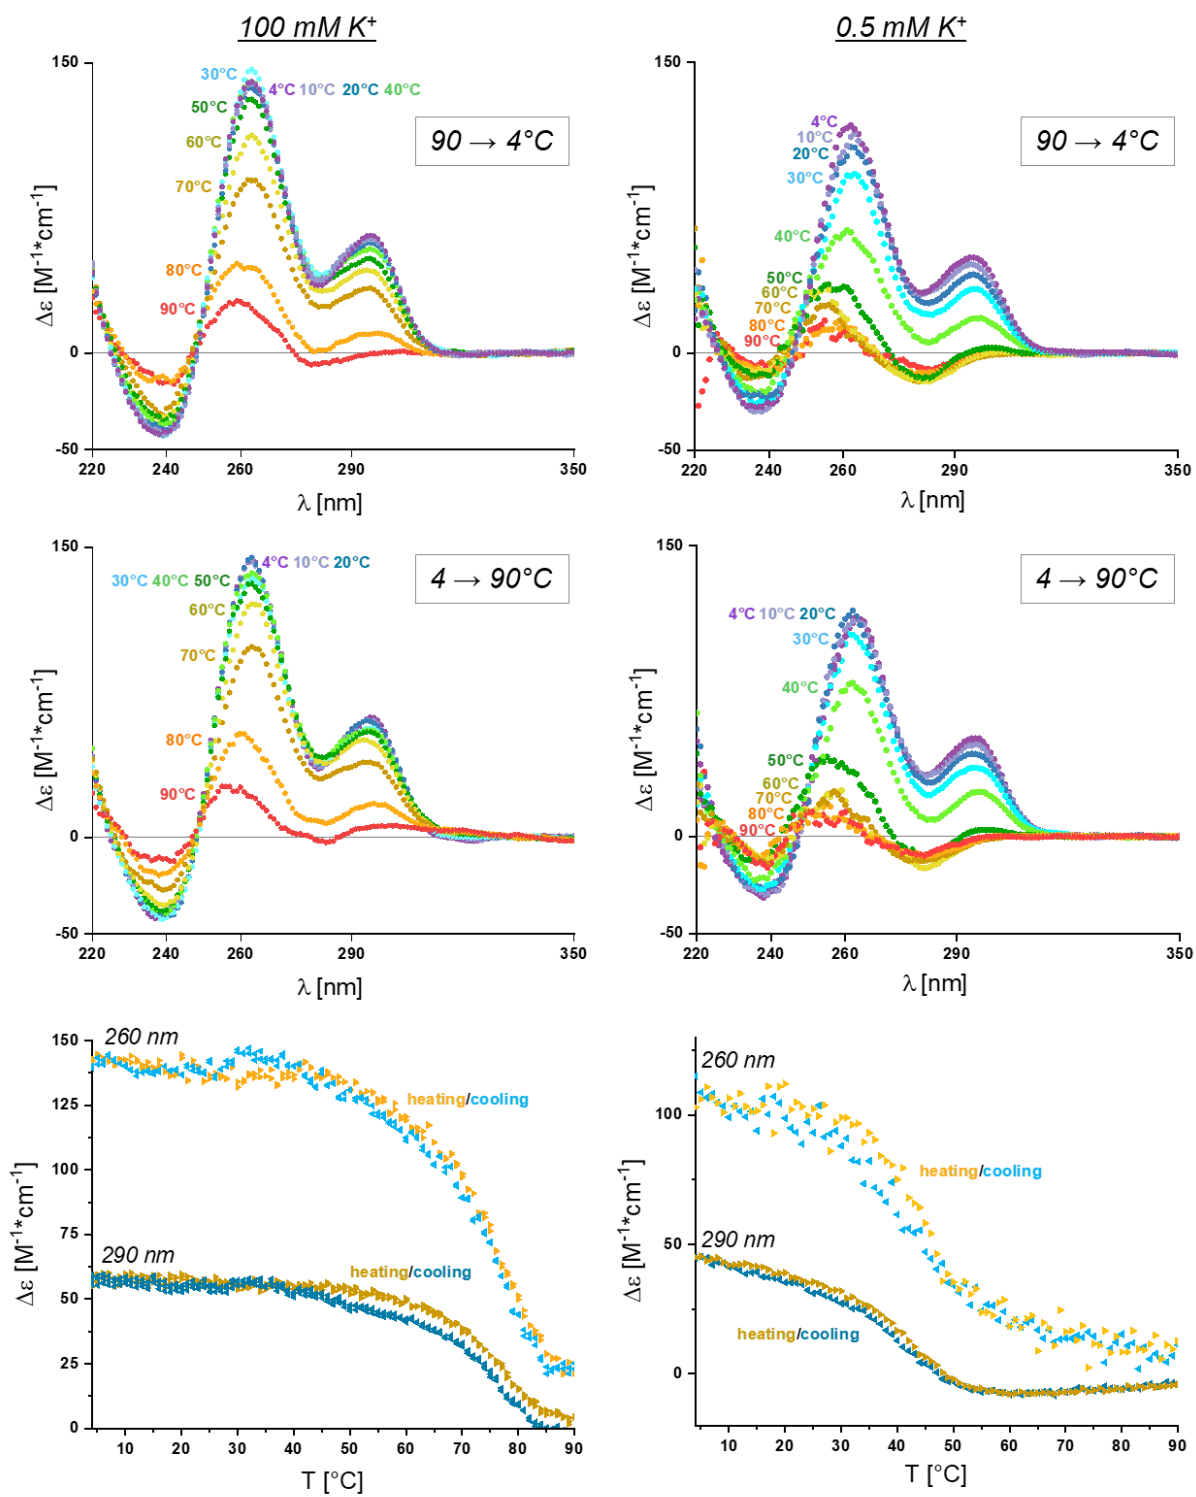 100 mM K+
0.5 mM K+
150
0
-50
Δε [M-1*cm-1]
30°C
4°C 10°C 20°C 40°C
50°C
60°C
70°C
80°C
90°C
90 → 4°C
220 240 260 290 350
λ [nm]
150
0
-50
Δε [M-1*cm-1]
4°C
10°C
20°C
30°C
40°C
50°C
60°C
70°C
80°C
90°C
90 → 4°C
220 240 260 290 350
λ [nm]
150
0
-50
Δε [M-1*cm-1]
4°C 10°C 20°C
30°C 40°C 50°C
60°C
70°C
80°C
90°C
4 → 90°C
220 240 260 290 350
λ [nm]
150
0
-50
Δε [M-1*cm-1]
4°C 10°C 20°C
30°C
40°C
50°C
60°C
70°C
80°C
90°C
4 → 90°C
220 240 260 290 350
λ [nm]
150
125
100
75
50
25
0
Δε [M-1*cm-1]
260 nm
heating/cooling
290 nm
heating/cooling
10 20 30 40 50 60 70 80 90
T [°C]
100
50
0
Δε [M-1*cm-1]
260 nm
heating/cooling
290 nm
heating/cooling
10 20 30 40 50 60 70 80 90
T [°C]